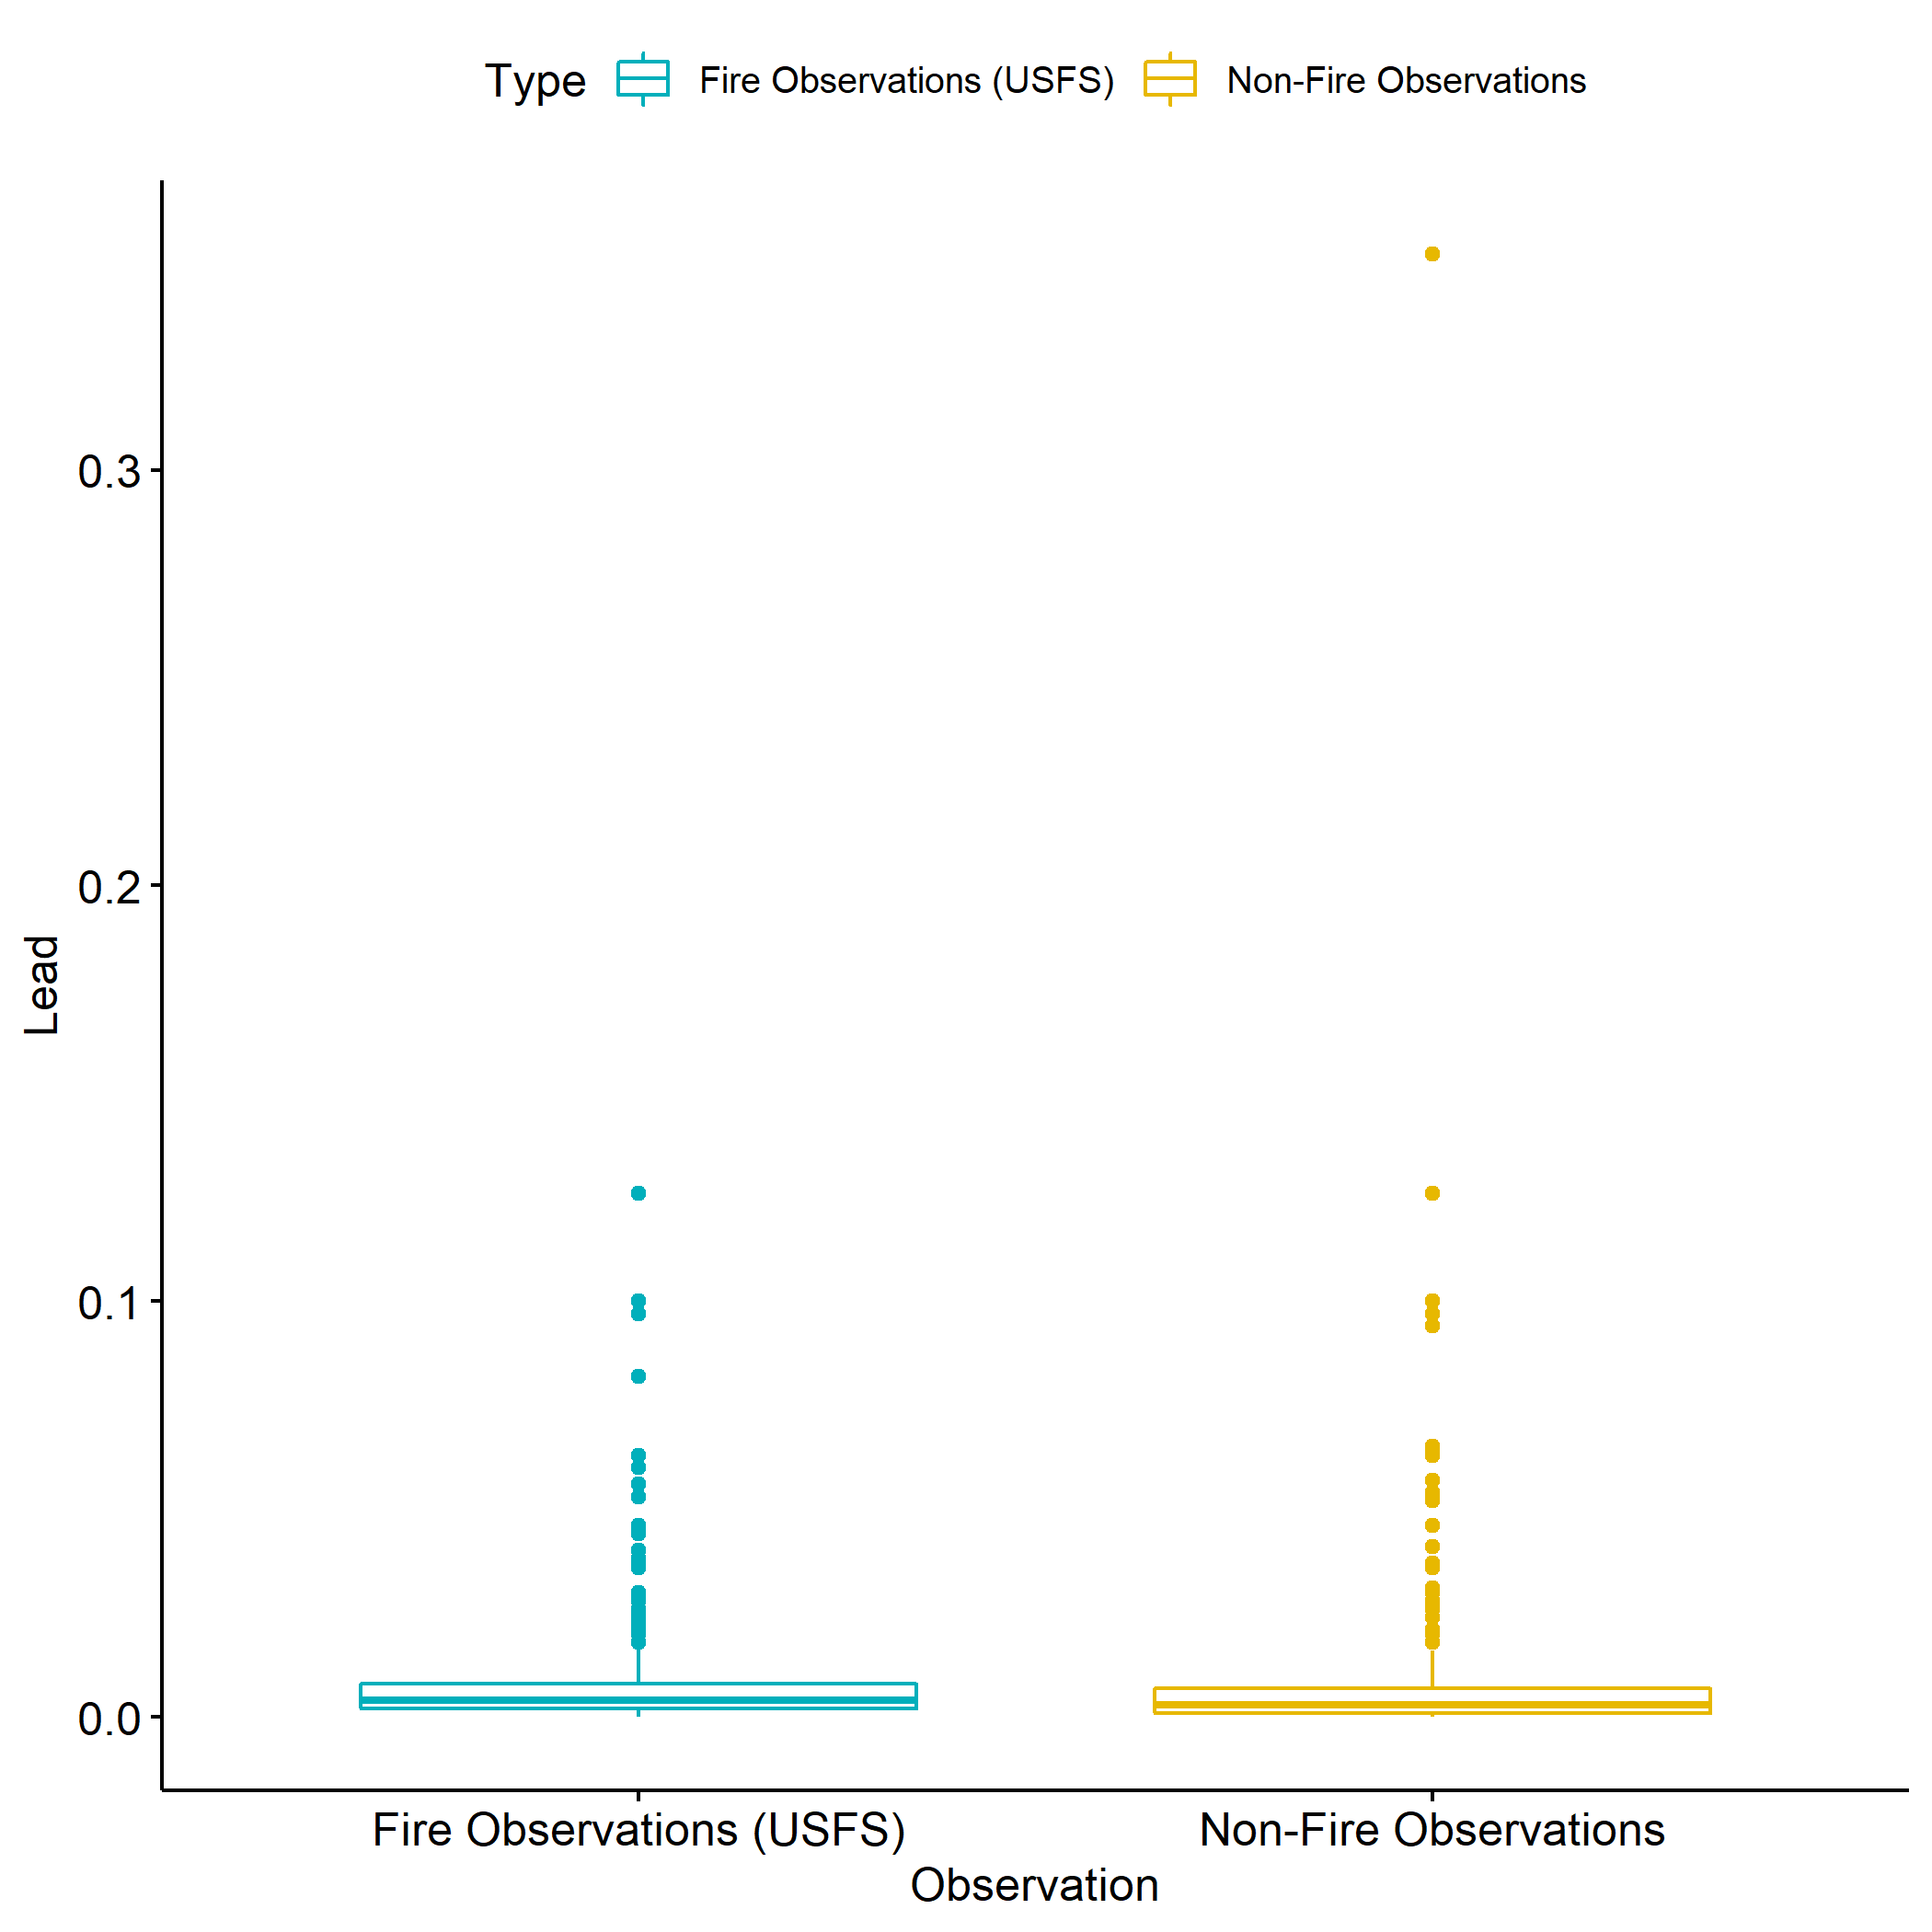 Type Fire Observations (USFS) Non-Fire Observations
0.3
0.2
Lead
0.1
0.0
Fire Observations (USFS) Non-Fire Observations
Observation